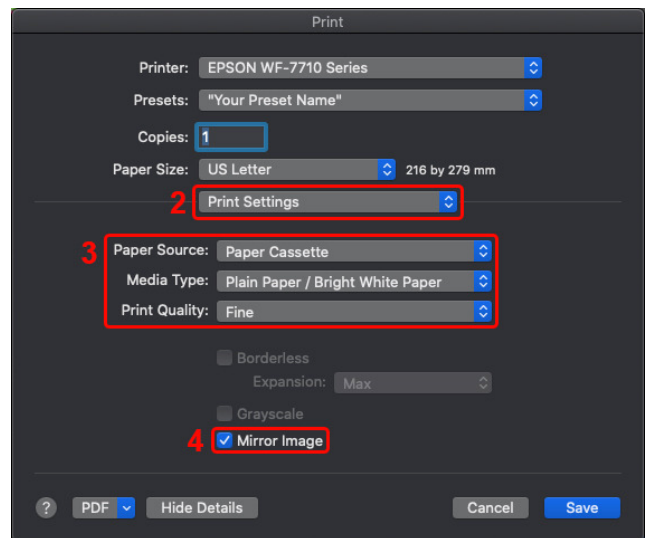 Print
Printer: EPSON WF-7710 Series
Presets: "Your Preset Name"
Copies: 1
Paper Size: US Letter 216 by 279 mm
2 Print Settings
3 Paper Source: Paper Cassette
Media Type: Plain Paper / Bright White Paper
Print Quality: Fine
Borderless
Expansion: Max
Grayscale
4 Mirror Image
? PDF Hide Details Cancel Save